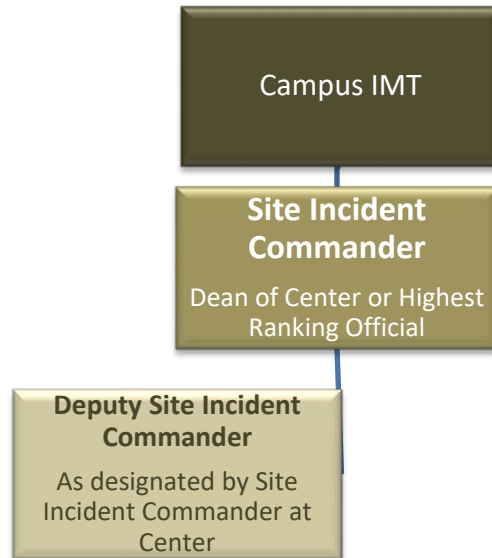 Campus IMT
Site Incident
Commander
Dean of Center or Highest
Ranking Official
Deputy Site Incident
Commander
As designated by Site
Incident Commander at
Center